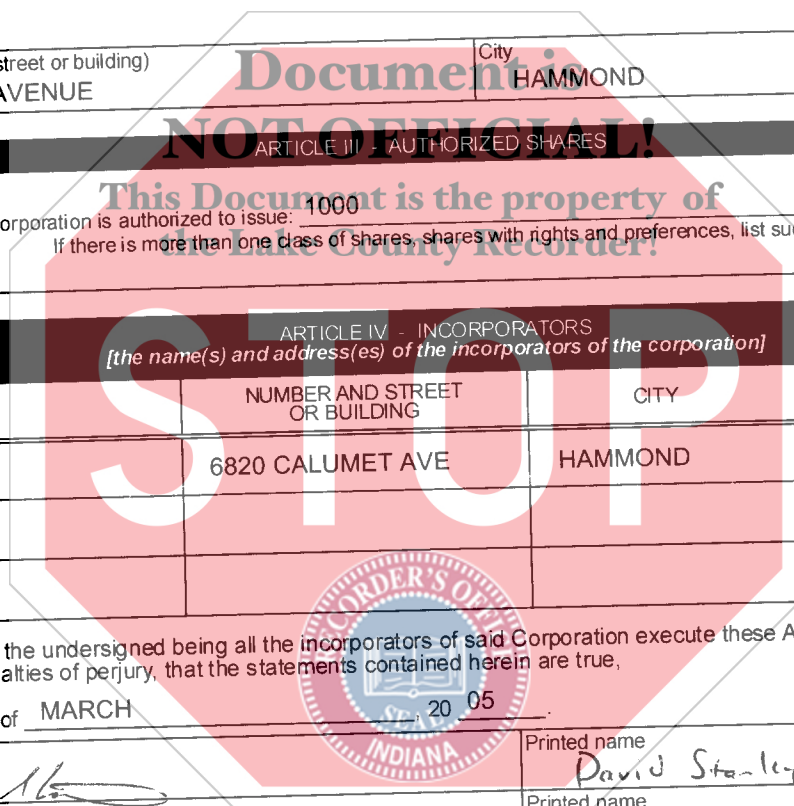 street or building)
City
AVENUE
HAMMOND
Document is
NOT OFFICIAL!
ARTICLE III - AUTHORIZED SHARES
This Document is the property of
the Lake County Recorder!
orporation is authorized to issue: 1000
If there is more than one class of shares, shares with rights and preferences, list su
STOP
ARTICLE IV - INCORPORATORS
[the name(s) and address(es) of the incorporators of the corporation]
NUMBER AND STREET
OR BUILDING
CITY
6820 CALUMET AVE
HAMMOND
RECORDER'S OFFICE
SEAL
INDIANA
the undersigned being all the incorporators of said Corporation execute these A
alties of perjury, that the statements contained herein are true,
of MARCH , 20 05 .
Printed name
David Stanley
Printed name